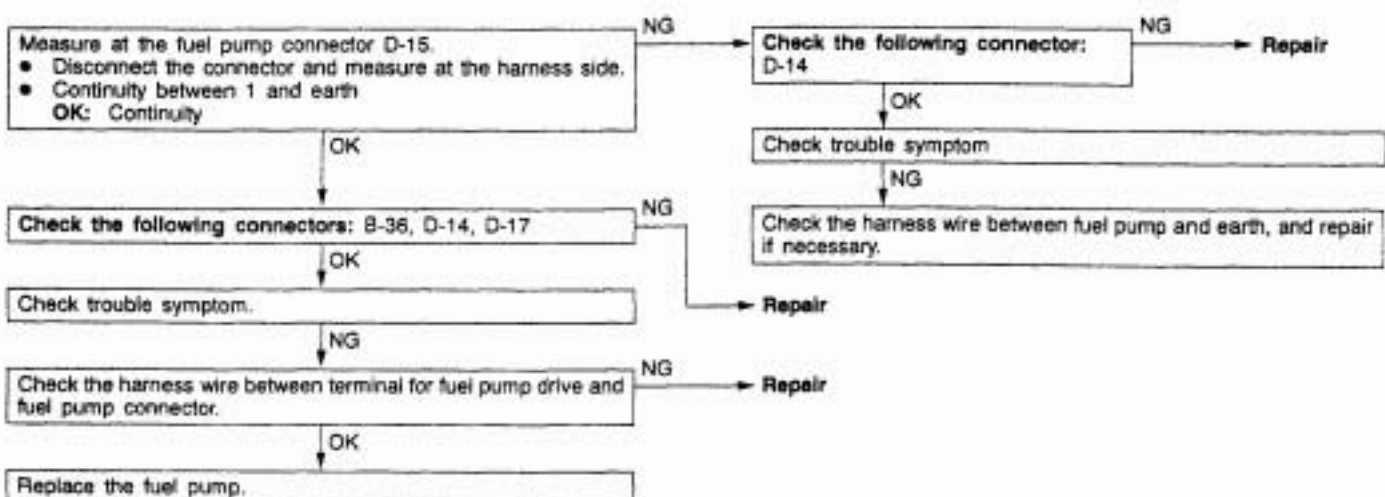 Measure at the fuel pump connector D-15.
● Disconnect the connector and measure at the harness side.
● Continuity between 1 and earth
OK: Continuity
NG
Check the following connector:
D-14
NG
Repair
OK
Check trouble symptom
NG
Check the harness wire between fuel pump and earth, and repair
if necessary.
OK
Check the following connectors: B-36, D-14, D-17
NG
Repair
OK
Check trouble symptom.
NG
Check the harness wire between terminal for fuel pump drive and
fuel pump connector.
NG
Repair
OK
Replace the fuel pump.